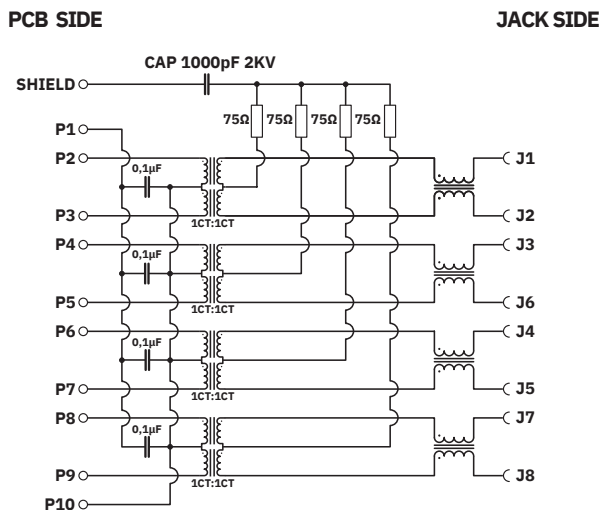 PCB SIDE JACK SIDE
CAP 1000pF 2KV
SHIELD
75Ω 75Ω 75Ω 75Ω
P1
P2 J1
0,1µF
P3 J2
1CT:1CT
P4 J3
0,1µF
P5 J6
1CT:1CT
P6 J4
0,1µF
P7 J5
1CT:1CT
P8 J7
0,1µF
P9 J8
1CT:1CT
P10